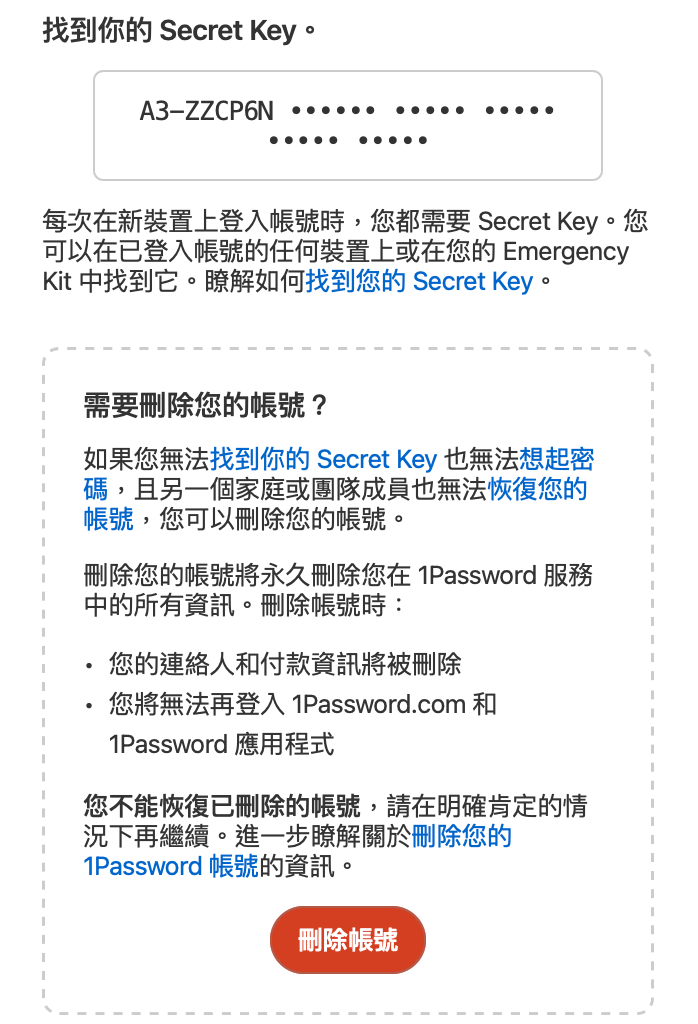 找到你的 Secret Key。
A3-ZZCP6N •••••• ••••• •••••
••••• •••••
每次在新裝置上登入帳號時，您都需要 Secret Key。您
可以在已登入帳號的任何裝置上或在您的 Emergency
Kit 中找到它。瞭解如何找到您的 Secret Key。
需要刪除您的帳號？
如果您無法找到你的 Secret Key 也無法想起密
碼，且另一個家庭或團隊成員也無法恢復您的
帳號，您可以刪除您的帳號。
刪除您的帳號將永久刪除您在 1Password 服務
中的所有資訊。刪除帳號時：
• 您的連絡人和付款資訊將被刪除
• 您將無法再登入 1Password.com 和
1Password 應用程式
您不能恢復已刪除的帳號，請在明確肯定的情
況下再繼續。進一步瞭解關於刪除您的
1Password 帳號的資訊。
刪除帳號